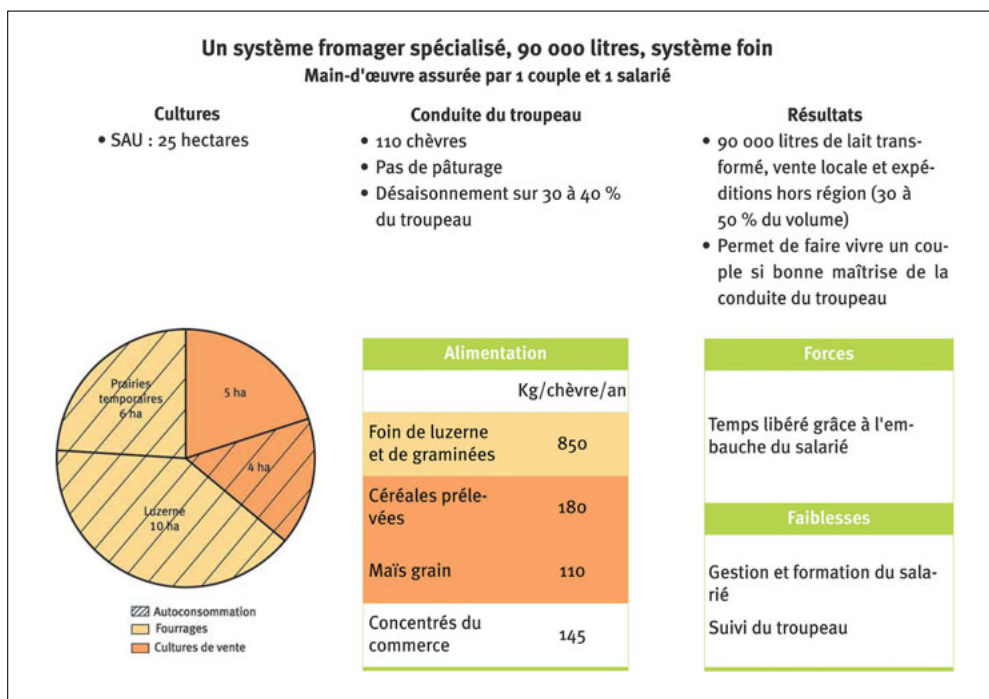 Un système fromager spécialisé, 90 000 litres, système foin
Main-d'œuvre assurée par 1 couple et 1 salarié
Cultures
• SAU : 25 hectares
Conduite du troupeau
• 110 chèvres
• Pas de pâturage
• Désaisonnement sur 30 à 40 %
du troupeau
Résultats
• 90 000 litres de lait trans-
formé, vente locale et expé-
ditions hors région (30 à
50 % du volume)
• Permet de faire vivre un cou-
ple si bonne maîtrise de la
conduite du troupeau
Prairies
temporaires
6 ha
5 ha
4 ha
Luzerne
10 ha
Autoconsommation
Fourrages
Cultures de vente
Alimentation
Kg/chèvre/an
Foin de luzerne
et de graminées
850
Céréales préle-
vées
180
Maïs grain
110
Concentrés du
commerce
145
Forces
Temps libéré grâce à l'em-
bauche du salarié
Faiblesses
Gestion et formation du sala-
rié
Suivi du troupeau